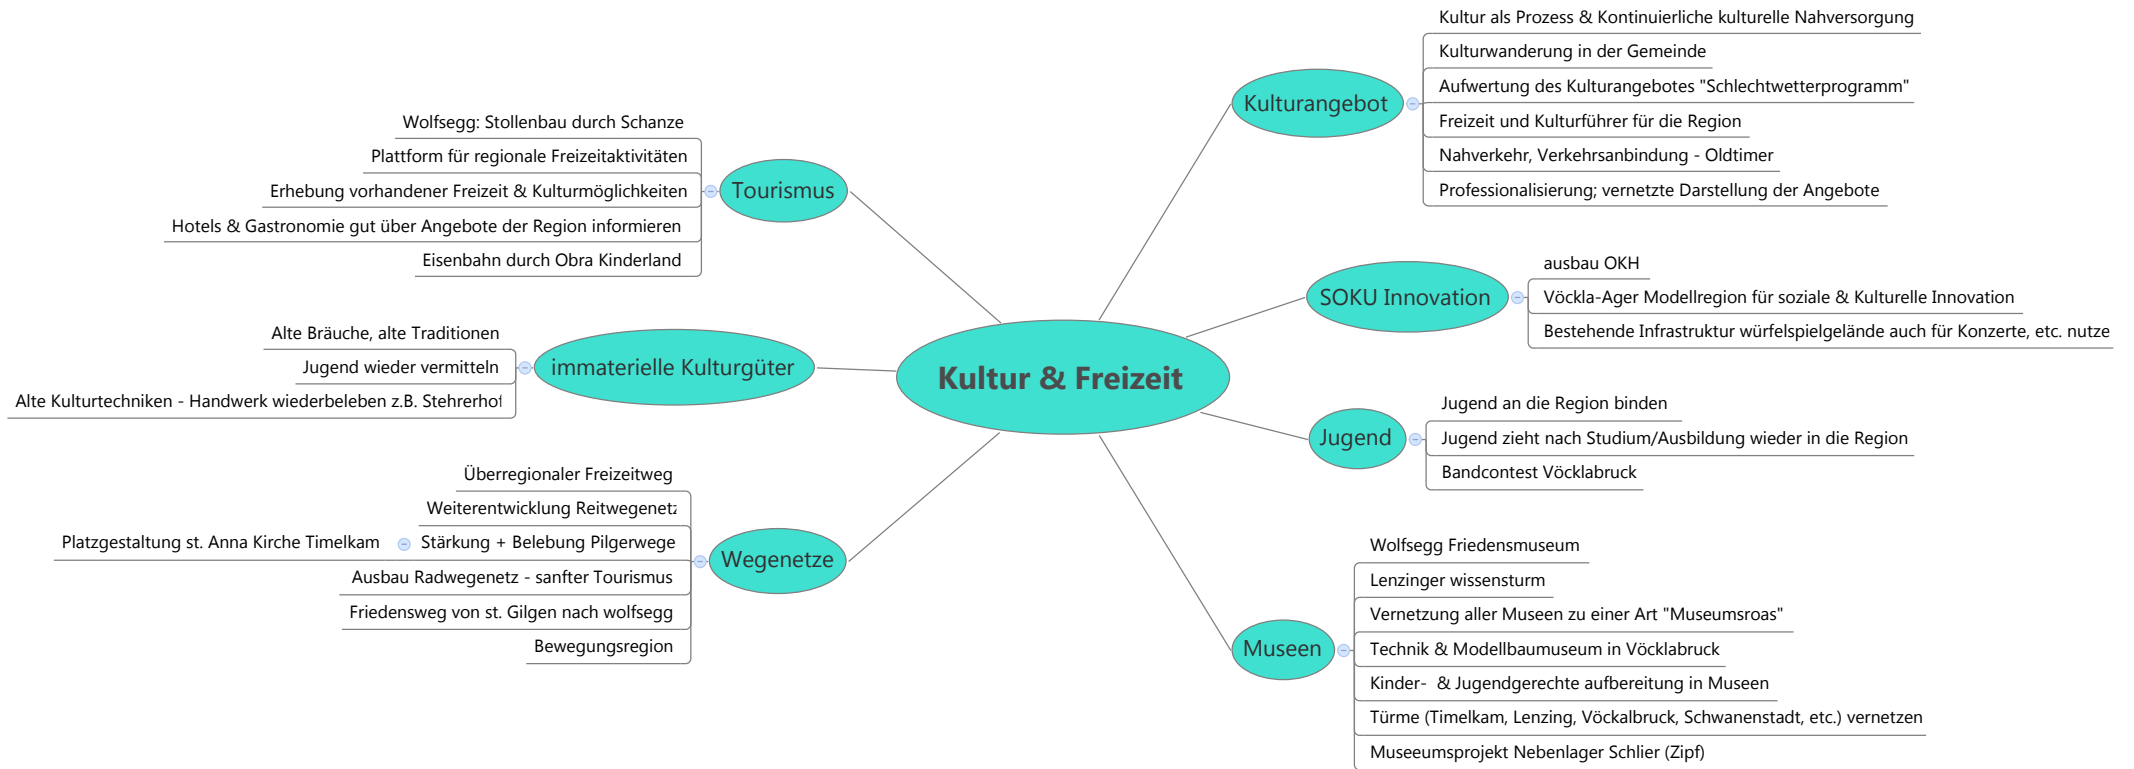 Kultur & Freizeit
Kulturangebot
Kultur als Prozess & Kontinuierliche kulturelle Nahversorgung
Kulturwanderung in der Gemeinde
Aufwertung des Kulturangebotes "Schlechtwetterprogramm"
Freizeit und Kulturführer für die Region
Nahverkehr, Verkehrsanbindung - Oldtimer
Professionalisierung; vernetzte Darstellung der Angebote
SOKU Innovation
ausbau OKH
Vöckla-Ager Modellregion für soziale & Kulturelle Innovation
Bestehende Infrastruktur würfelspielgelände auch für Konzerte, etc. nutze
Jugend
Jugend an die Region binden
Jugend zieht nach Studium/Ausbildung wieder in die Region
Bandcontest Vöcklabruck
Museen
Wolfsegg Friedensmuseum
Lenzinger wissensturm
Vernetzung aller Museen zu einer Art "Museumsroas"
Technik & Modellbaumuseum in Vöcklabruck
Kinder-  & Jugendgerechte aufbereitung in Museen
Türme (Timelkam, Lenzing, Vöckalbruck, Schwanenstadt, etc.) vernetzen
Museeumsprojekt Nebenlager Schlier (Zipf)
Tourismus
Wolfsegg: Stollenbau durch Schanze
Plattform für regionale Freizeitaktivitäten
Erhebung vorhandener Freizeit & Kulturmöglichkeiten
Hotels & Gastronomie gut über Angebote der Region informieren
Eisenbahn durch Obra Kinderland
immaterielle Kulturgüter
Alte Bräuche, alte Traditionen
Jugend wieder vermitteln
Alte Kulturtechniken - Handwerk wiederbeleben z.B. Stehrerhof
Wegenetze
Überregionaler Freizeitweg
Weiterentwicklung Reitwegenetz
Stärkung + Belebung Pilgerwege
Platzgestaltung st. Anna Kirche Timelkam
Ausbau Radwegenetz - sanfter Tourismus
Friedensweg von st. Gilgen nach wolfsegg
Bewegungsregion